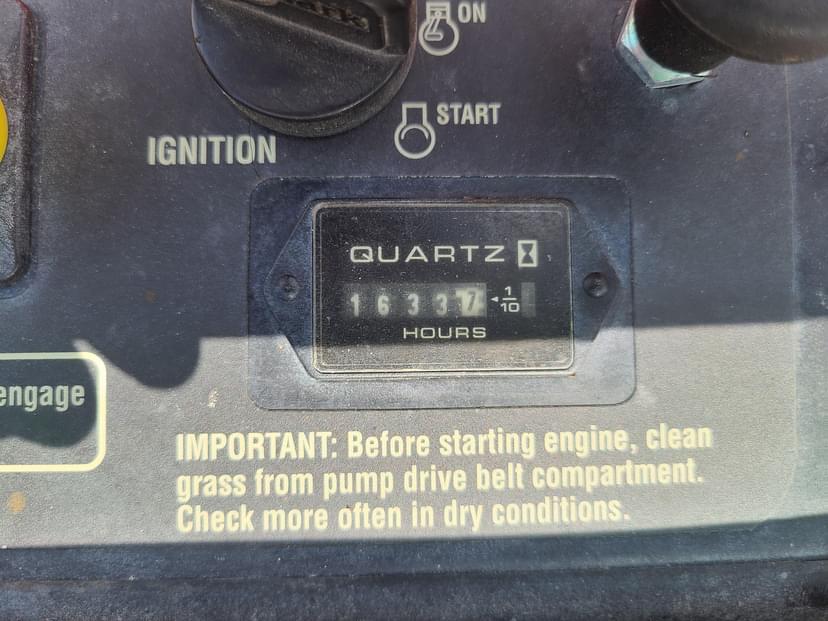 ON
START
IGNITION
QUARTZ
1 6 3 3 7
1/10
HOURS
engage
IMPORTANT: Before starting engine, clean
grass from pump drive belt compartment.
Check more often in dry conditions.